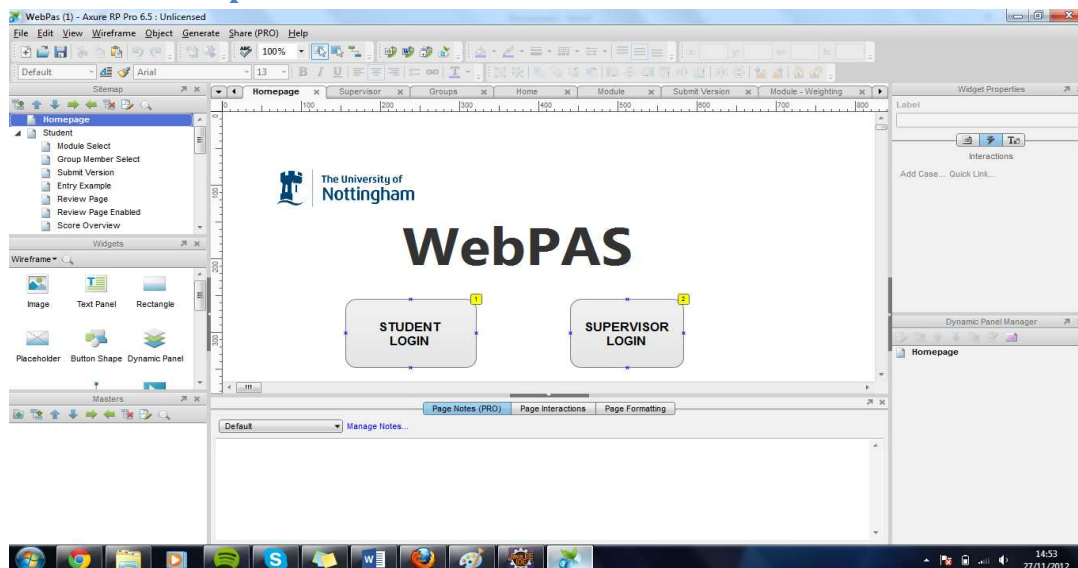 WebPas (1) - Axure RP Pro 6.5 : Unlicensed
File Edit View Wireframe Object Generate Share (PRO) Help
100%
Default Arial 13 B I U
Sitemap
Homepage
Student
Module Select
Group Member Select
Submit Version
Entry Example
Review Page
Review Page Enabled
Score Overview
Widgets
Wireframe
Image Text Panel Rectangle
Placeholder Button Shape Dynamic Panel
Masters
Homepage Supervisor Groups Home Module Submit Version Module - Weighting
0 100 200 300 400 500 600 700 800
100
200
300
The University of
Nottingham
WebPAS
1
STUDENT
LOGIN
2
SUPERVISOR
LOGIN
Page Notes (PRO) Page Interactions Page Formatting
Default Manage Notes...
Widget Properties
Label
Interactions
Add Case... Quick Link...
Dynamic Panel Manager
Homepage
14:53
27/11/2012